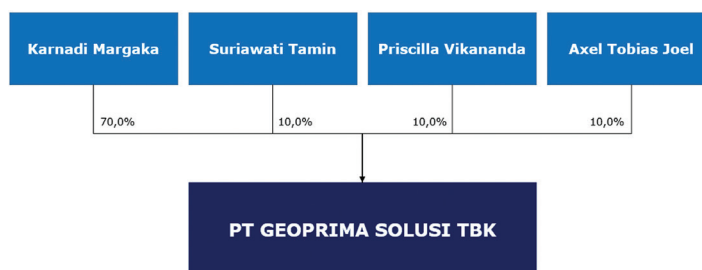 Karnadi Margaka
Suriawati Tamin
Priscilla Vikananda
Axel Tobias Joel
70,0%
10,0%
10,0%
10,0%
PT GEOPRIMA SOLUSI TBK